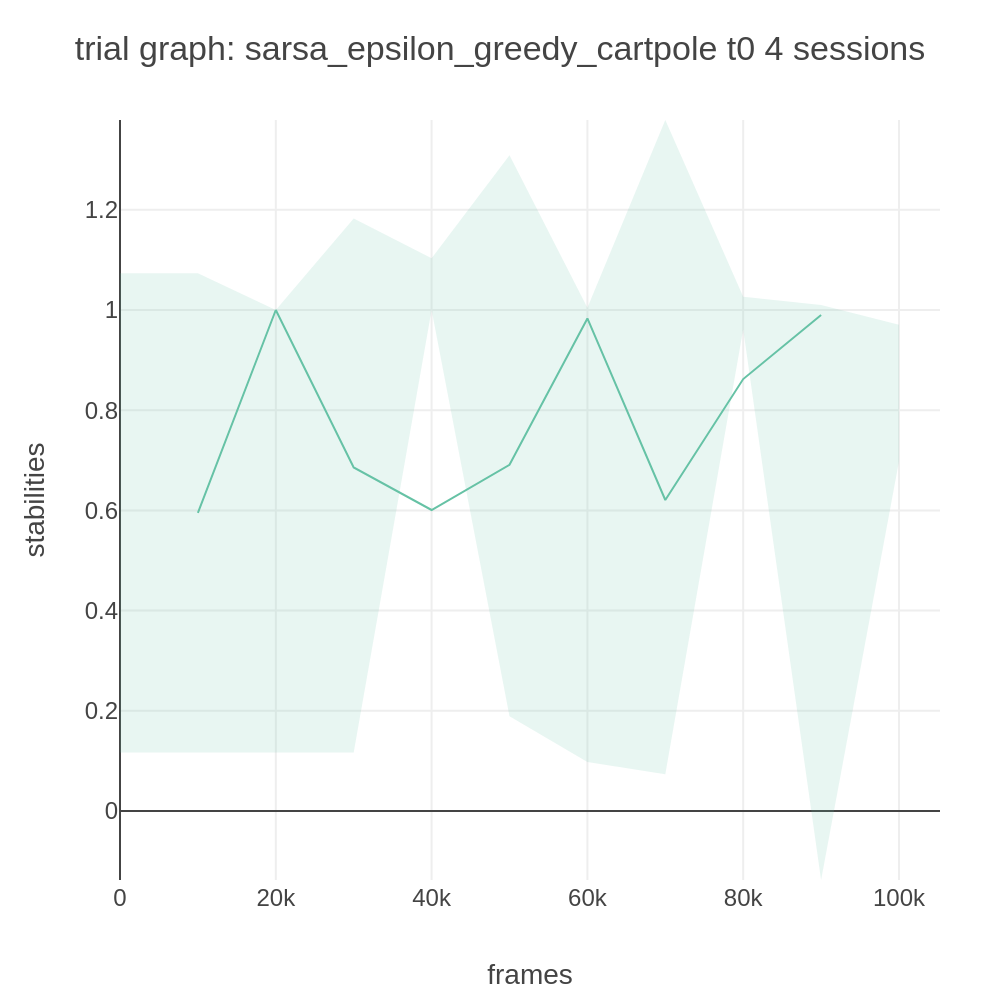 trial graph: sarsa_epsilon_greedy_cartpole t0 4 sessions
1.2
1
0.8
0.6
0.4
0.2
0
stabilities
0 20k 40k 60k 80k 100k
frames